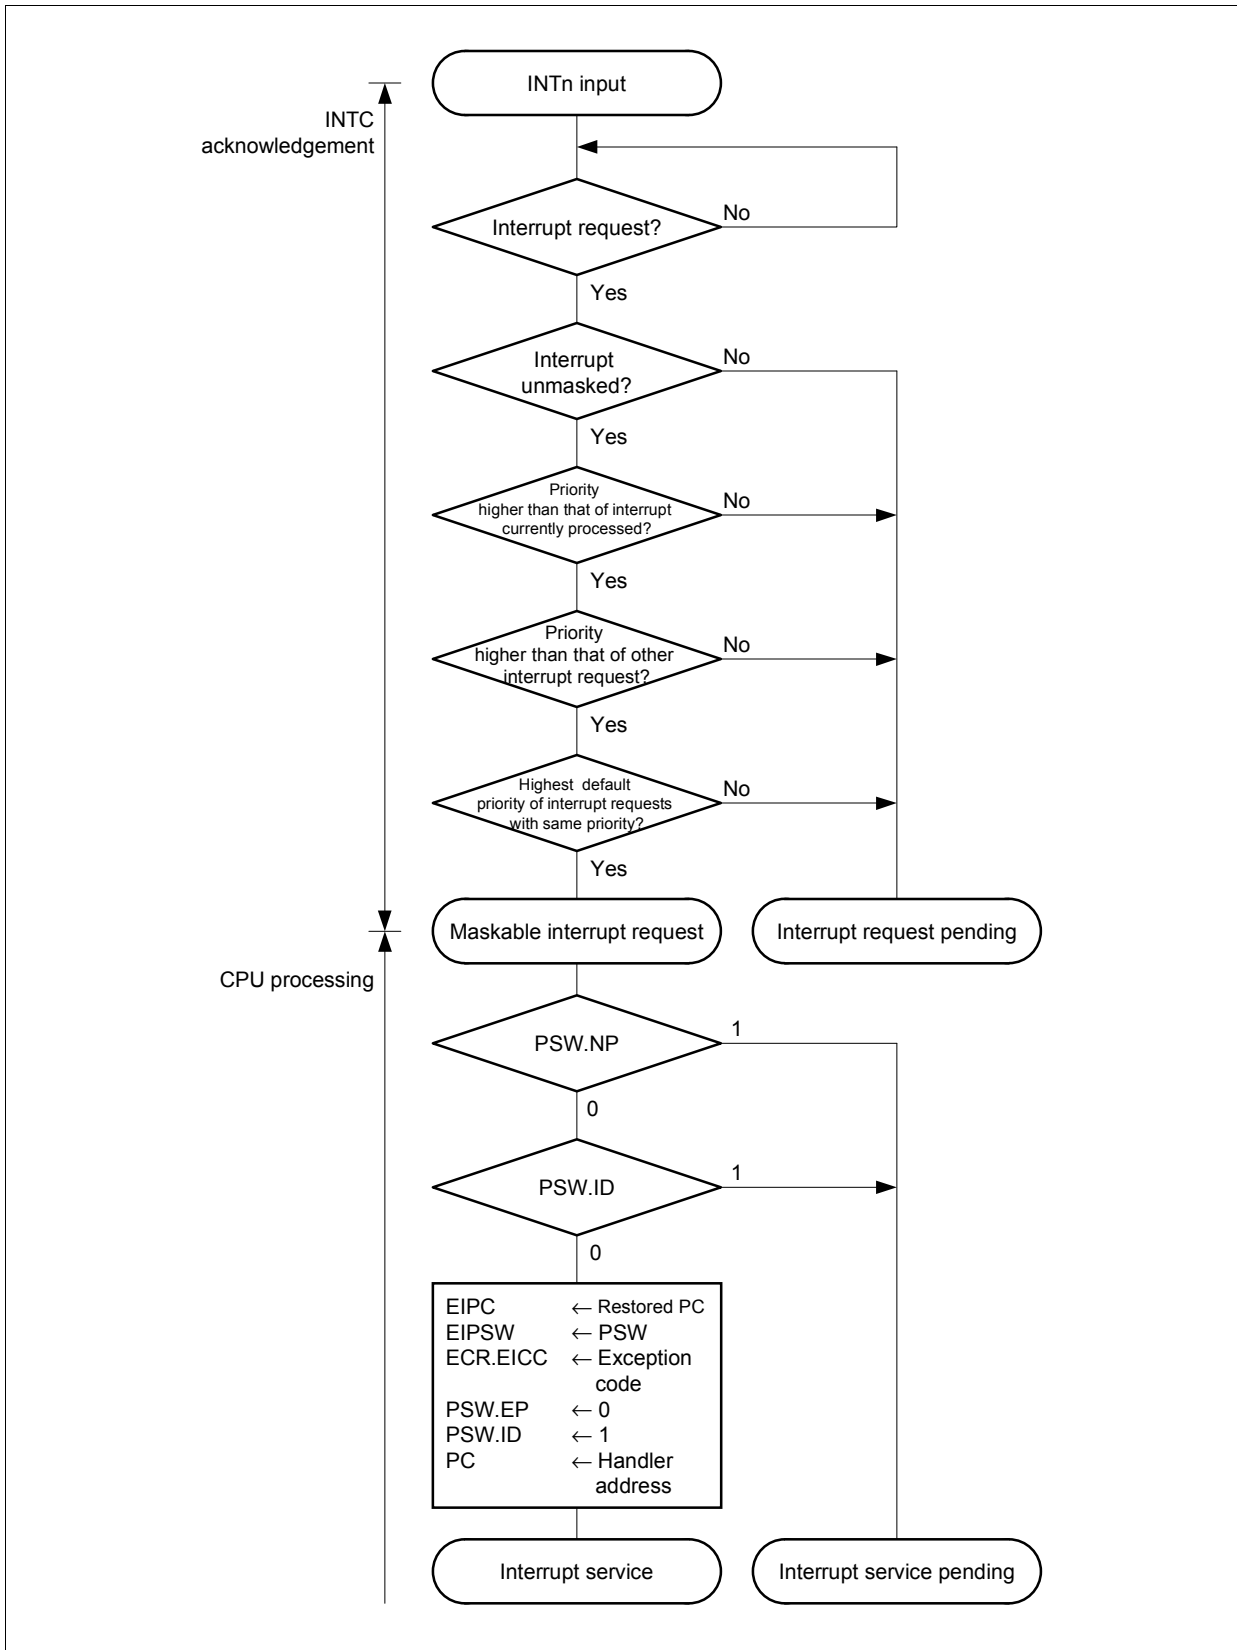 INTn input
INTC
acknowledgement
Interrupt request?
No
Yes
Interrupt
unmasked?
No
Yes
Priority
higher than that of interrupt
currently processed?
No
Yes
Priority
higher than that of other
interrupt request?
No
Yes
Highest default
priority of interrupt requests
with same priority?
No
Yes
Maskable interrupt request
Interrupt request pending
CPU processing
PSW.NP
1
0
PSW.ID
1
0
EIPC ← Restored PC
EIPSW ← PSW
ECR.EICC ← Exception
code
PSW.EP ← 0
PSW.ID ← 1
PC ← Handler
address
Interrupt service
Interrupt service pending